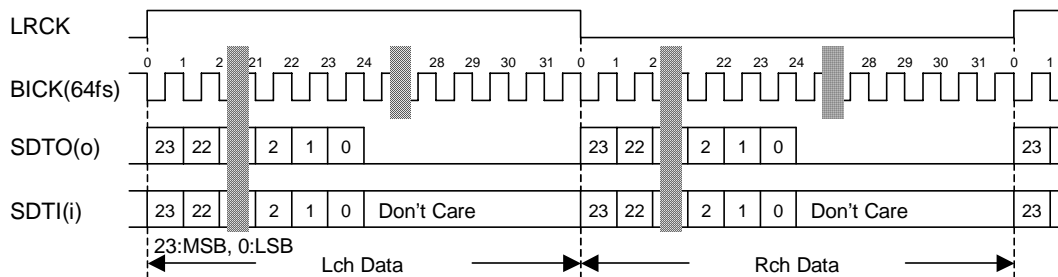 LRCK
0 1 2 21 22 23 24 28 29 30 31 0 1 2 22 23 24 28 29 30 31 0 1
BICK(64fs)
SDTO(o) 23 22 2 1 0 23 22 2 1 0 23
SDTI(i) 23 22 2 1 0 Don't Care 23 22 2 1 0 Don't Care 23
23:MSB, 0:LSB
Lch Data Rch Data